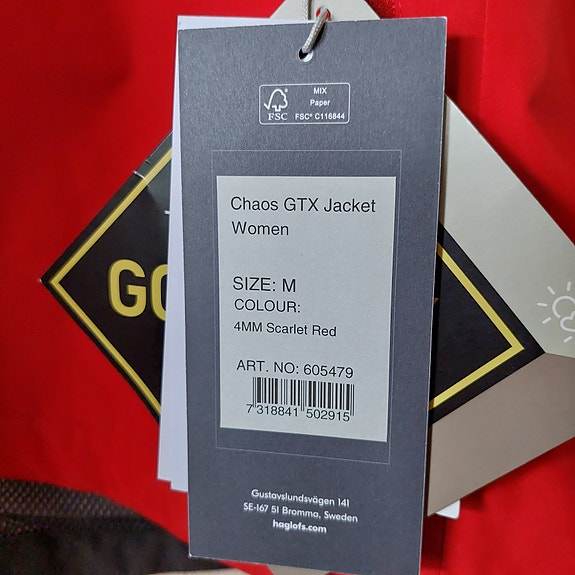 MIX
Paper
FSC
FSC® C116844
Chaos GTX Jacket
Women
SIZE: M
COLOUR:
4MM Scarlet Red
ART. NO: 605479
7 318841 502915
Gustavslundsvägen 141
SE-167 51 Bromma, Sweden
haglofs.com
GO